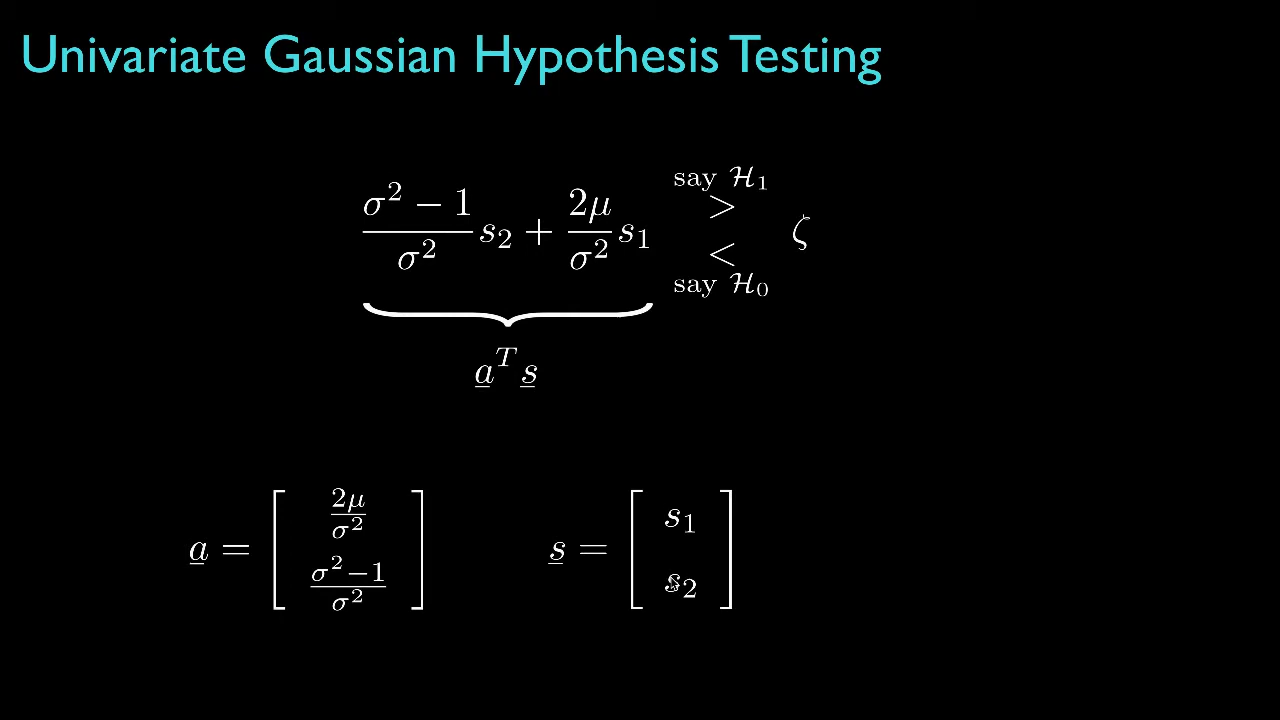 Univariate Gaussian Hypothesis Testing
say H₁
(σ² − 1)/σ² s₂ + 2μ/σ² s₁ > < ζ
say H₀
a̲ᵀ s̲
a̲ = [ 2μ/σ² ; (σ²−1)/σ² ] s̲ = [ s₁ ; s₂ ]